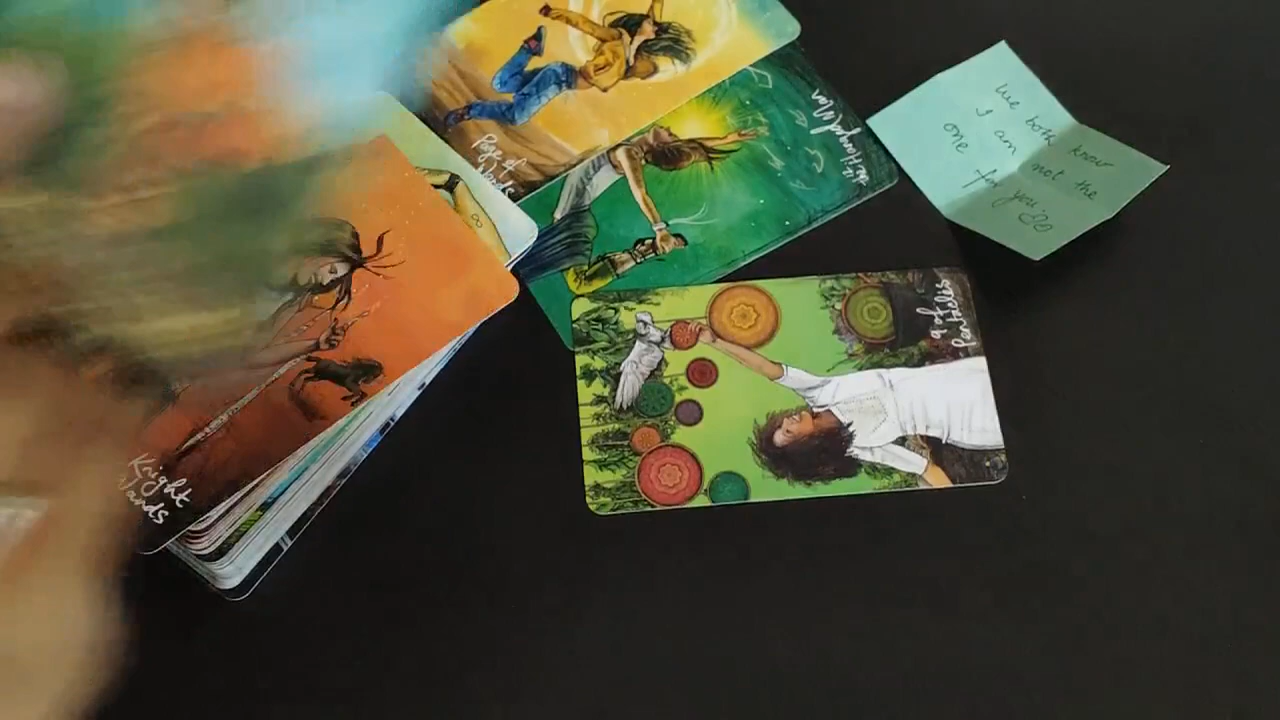 Page of
Wands
The Hanged Man
we both know
I am not the
one for you
9 of
Pentacles
Knight
Wands